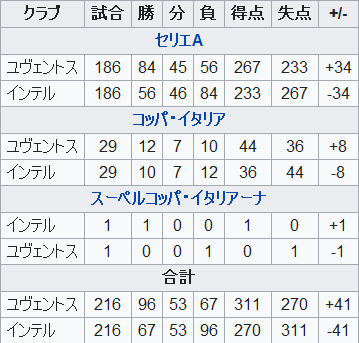 クラブ 試合 勝 分 負 得点 失点 +/-
セリエA
ユヴェントス 186 84 45 56 267 233 +34
インテル 186 56 46 84 233 267 -34
コッパ・イタリア
ユヴェントス 29 12 7 10 44 36 +8
インテル 29 10 7 12 36 44 -8
スーペルコッパ・イタリアーナ
インテル 1 1 0 0 1 0 +1
ユヴェントス 1 0 0 1 0 1 -1
合計
ユヴェントス 216 96 53 67 311 270 +41
インテル 216 67 53 96 270 311 -41